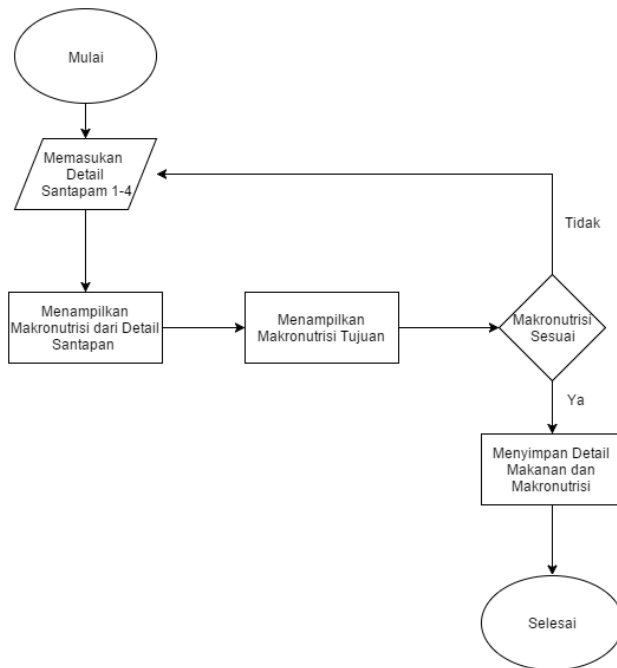 Mulai
Memasukan
Detail
Santapam 1-4
Tidak
Menampilkan
Makronutrisi dari Detail
Santapan
Menampilkan
Makronutrisi Tujuan
Makronutrisi
Sesuai
Ya
Menyimpan Detail
Makanan dan
Makronutrisi
Selesai